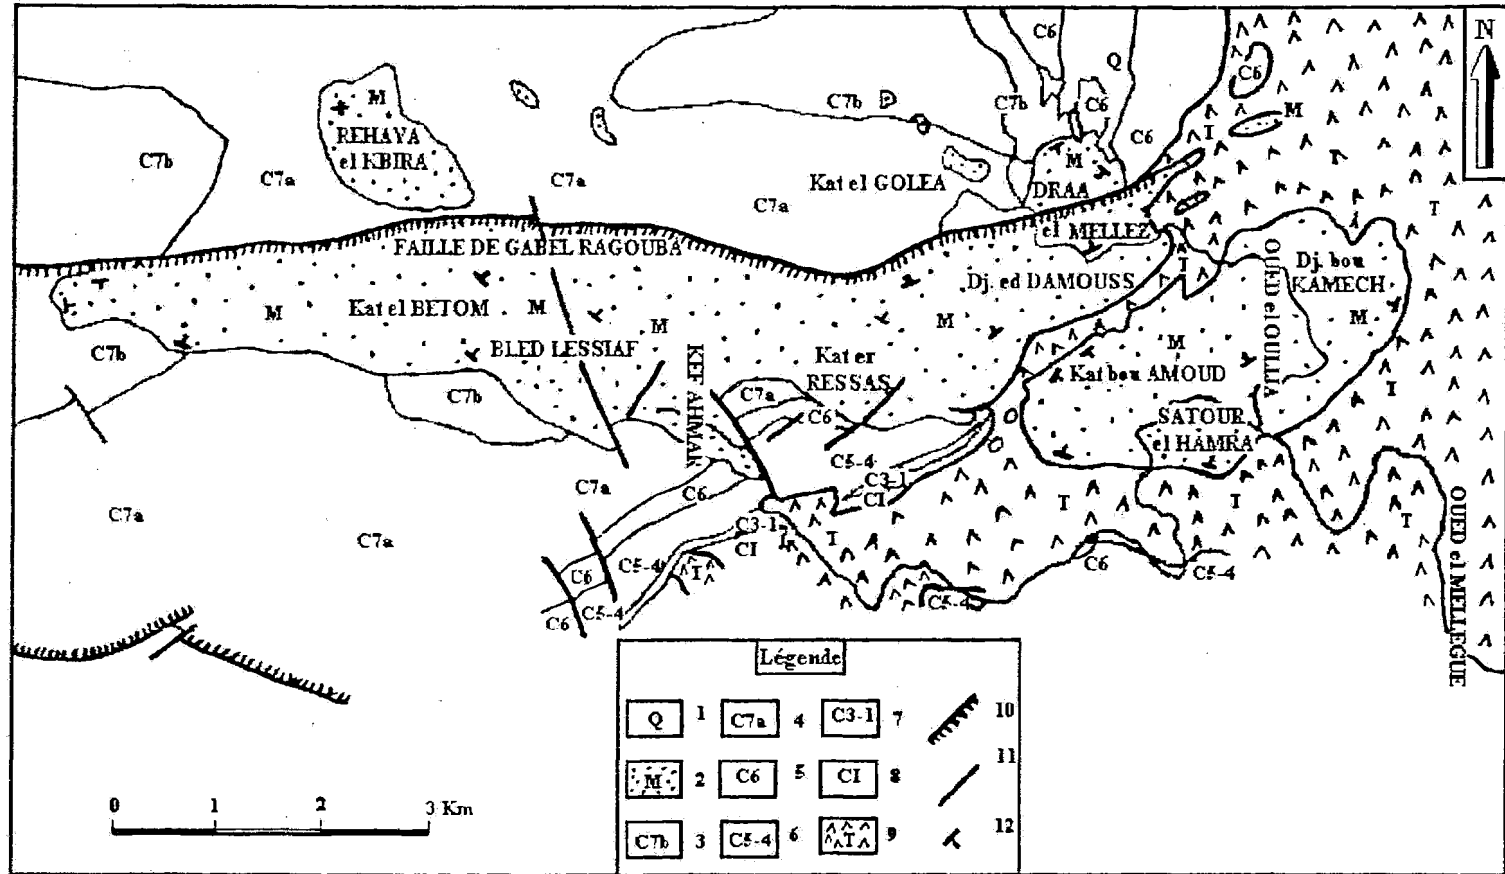 N
C6
C6
Q
M
C7b
C7b
C6
M
REHAVA
el KBIRA
C6
T
C7b
C7a
C7a
Kat el GOLEA
M
T
DRAA
C7a
T
el MELLEZ
FAILLE DE GABEL RAGOUBA
OUED el OULJIA
Dj. bou
KAMECH
T
Dj. ed DAMOUSS
Kat el BETOM
M
M
M
M
M
M
C7b
BLED LESSIAF
Kat er
RESSAS
Kat bou AMOUD
T
KEF AHMAR
C7b
C7a
C6
SATOUR
el HAMRA
C5-4
C7a
C6
C3-1
CI
T
T
OUED el MELLEGUE
C7a
C7a
C3-1
CI
T
T
T
C6
C5-4
T
C6
C5-4
C6
C5-4
C5-4
Légende
Q 1 C7a 4 C3-1 7 10
M 2 C6 5 CI 8 11
C7b 3 C5-4 6 T 9 12
0 1 2 3 Km